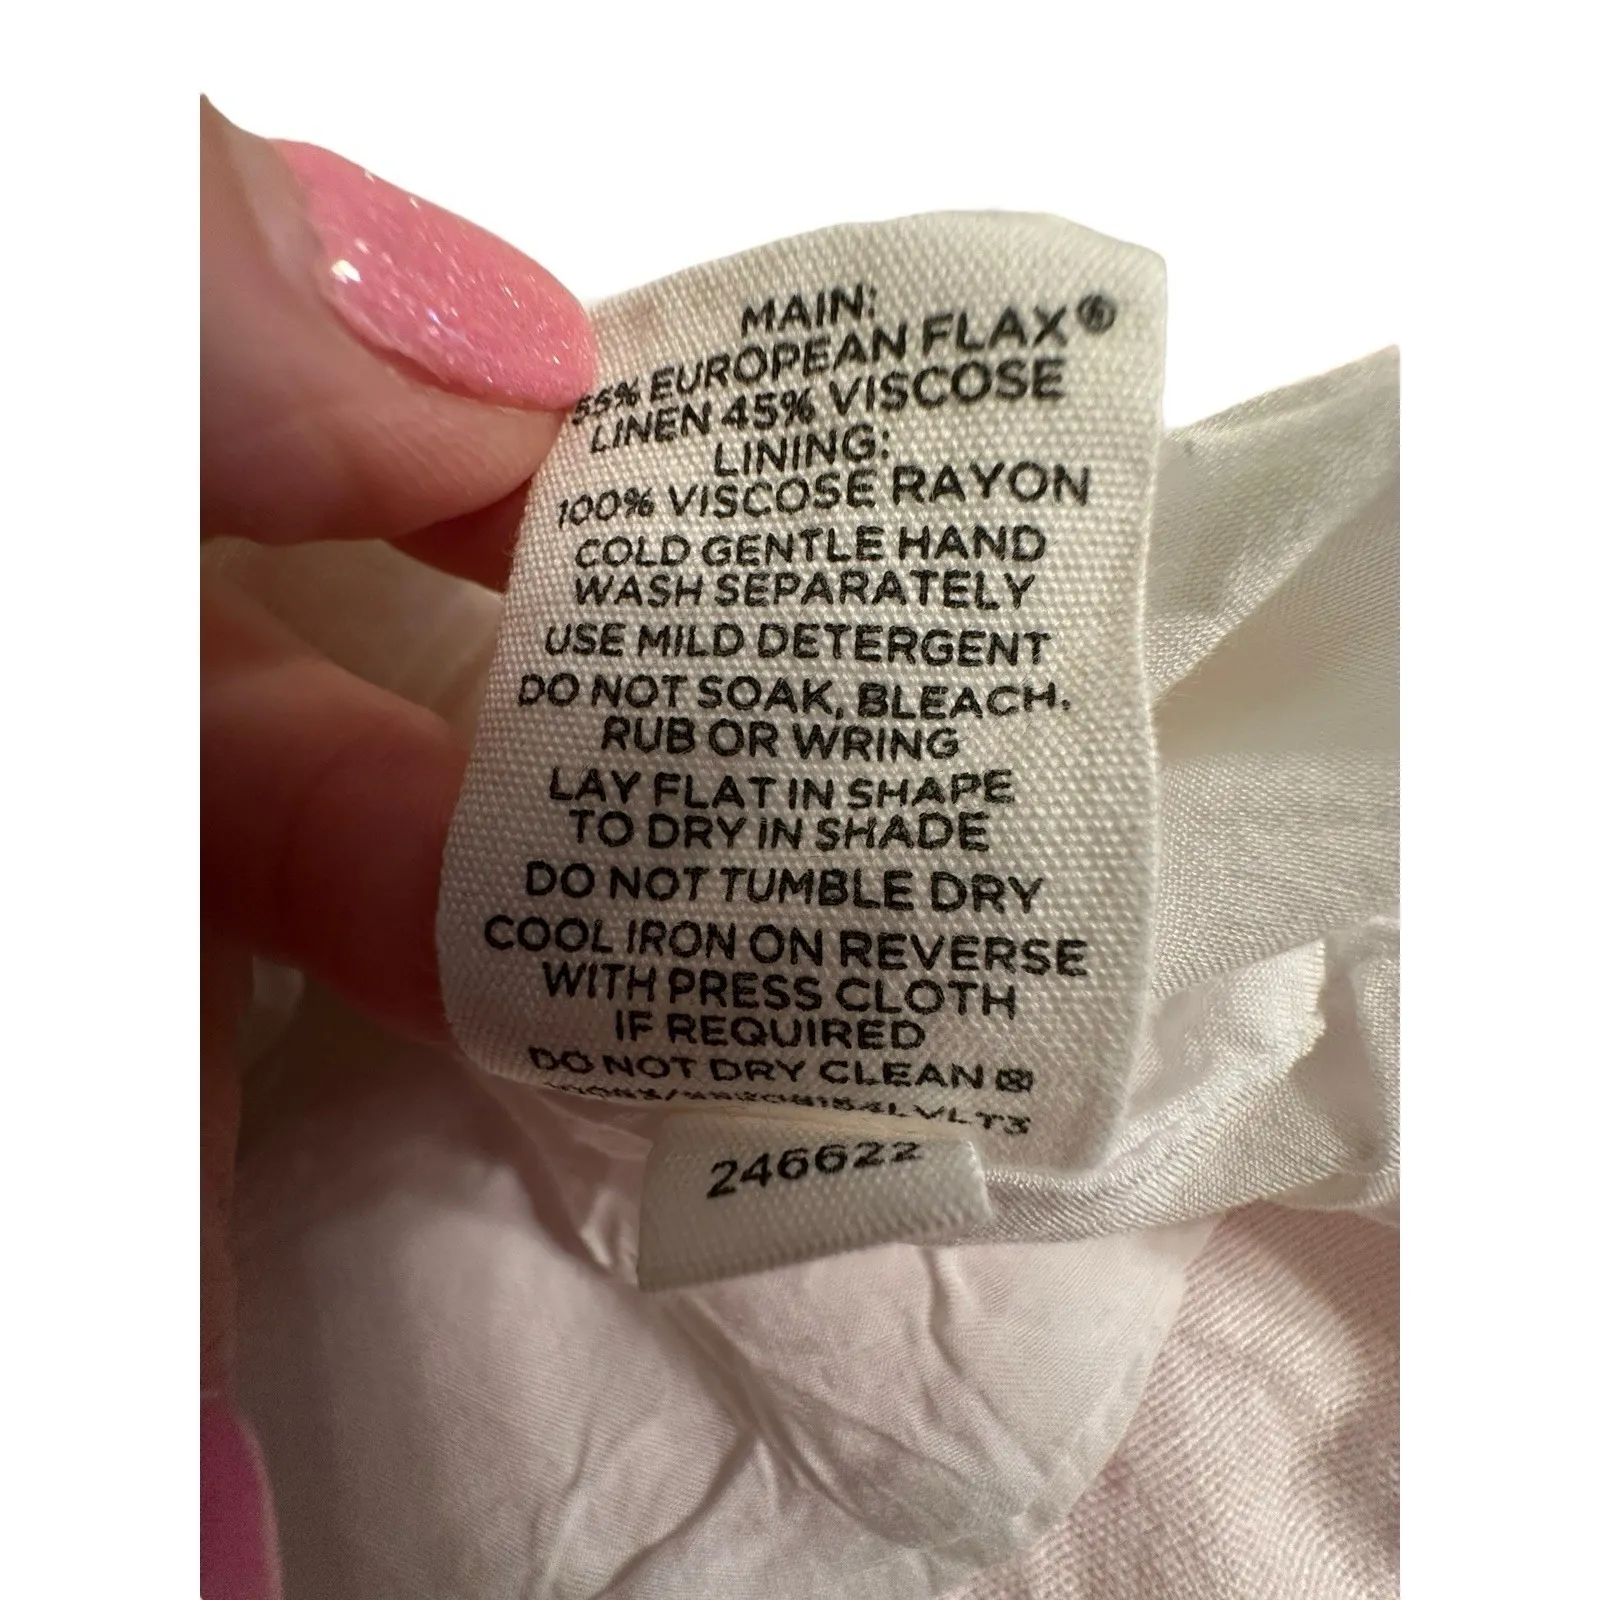 MAIN:
55% EUROPEAN FLAX®
LINEN 45% VISCOSE
LINING:
100% VISCOSE RAYON
COLD GENTLE HAND
WASH SEPARATELY
USE MILD DETERGENT
DO NOT SOAK, BLEACH,
RUB OR WRING
LAY FLAT IN SHAPE
TO DRY IN SHADE
DO NOT TUMBLE DRY
COOL IRON ON REVERSE
WITH PRESS CLOTH
IF REQUIRED
DO NOT DRY CLEAN
246622